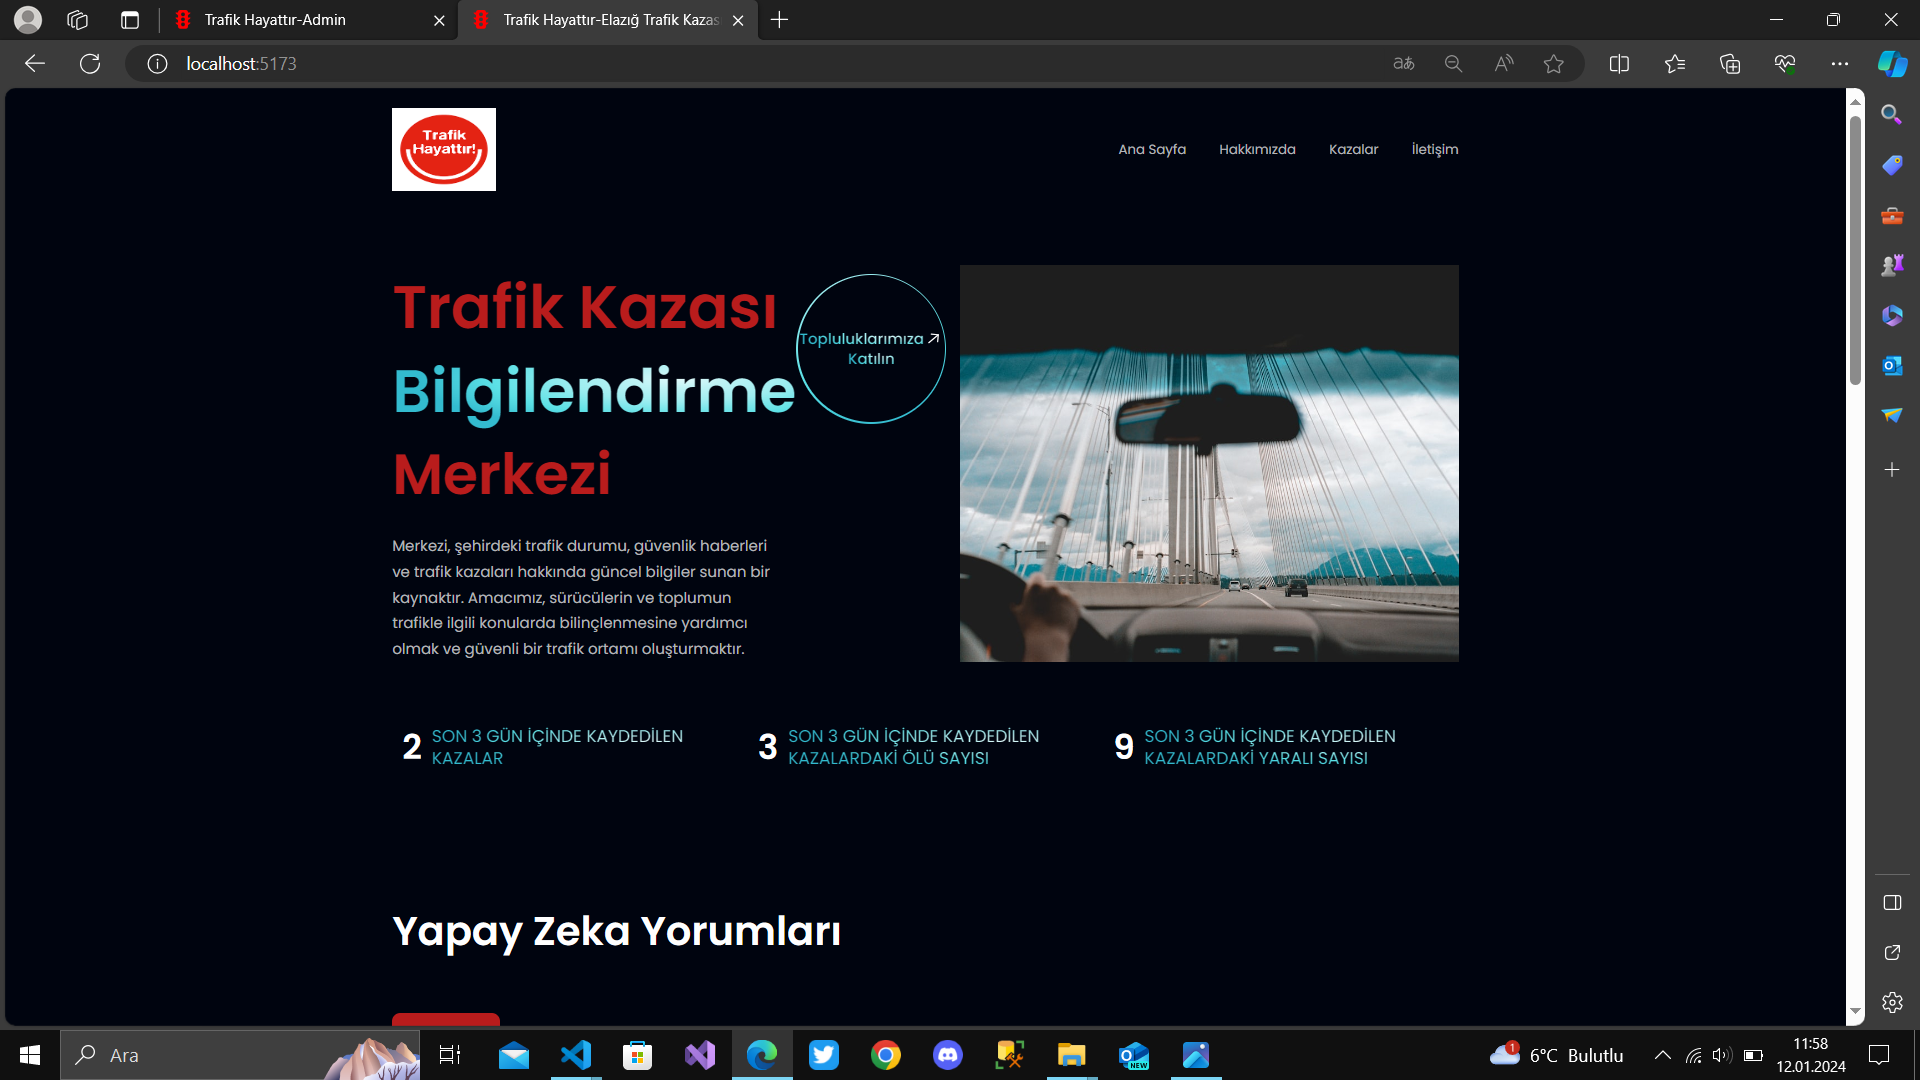 Trafik Hayattır-Admin
Trafik Hayattır-Elazığ Trafik Kazas
localhost:5173
Trafik
Hayattır!
Ana Sayfa
Hakkımızda
Kazalar
İletişim
Trafik Kazası
Bilgilendirme
Merkezi
Topluluklarımıza
Katılın
Merkezi, şehirdeki trafik durumu, güvenlik haberleri
ve trafik kazaları hakkında güncel bilgiler sunan bir
kaynaktır. Amacımız, sürücülerin ve toplumun
trafikle ilgili konularda bilinçlenmesine yardımcı
olmak ve güvenli bir trafik ortamı oluşturmaktır.
2
SON 3 GÜN İÇİNDE KAYDEDİLEN
KAZALAR
3
SON 3 GÜN İÇİNDE KAYDEDİLEN
KAZALARDAKİ ÖLÜ SAYISI
9
SON 3 GÜN İÇİNDE KAYDEDİLEN
KAZALARDAKİ YARALI SAYISI
Yapay Zeka Yorumları
Ara
NEW
1
6°C Bulutlu
11:58
12.01.2024